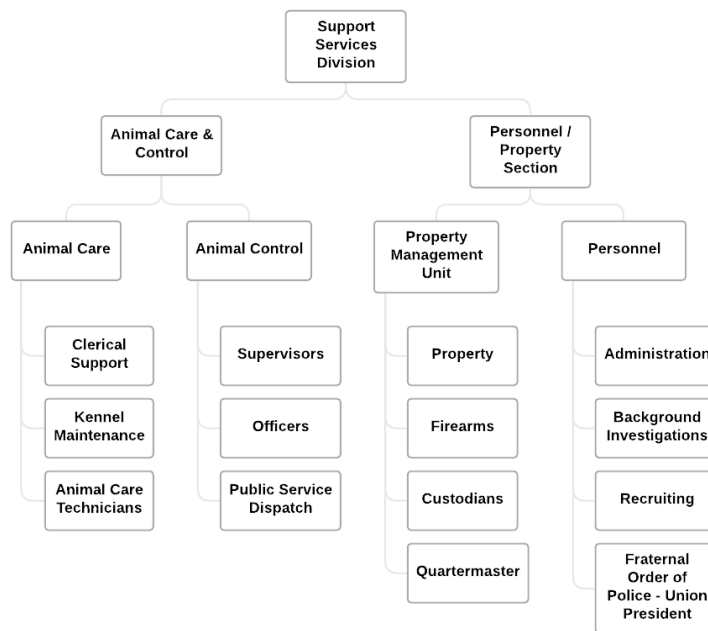 Support
Services
Division
Animal Care &
Control
Personnel /
Property
Section
Animal Care
Animal Control
Property
Management
Unit
Personnel
Clerical
Support
Supervisors
Property
Administration
Kennel
Maintenance
Officers
Firearms
Background
Investigations
Animal Care
Technicians
Public Service
Dispatch
Custodians
Recruiting
Quartermaster
Fraternal
Order of
Police - Union
President